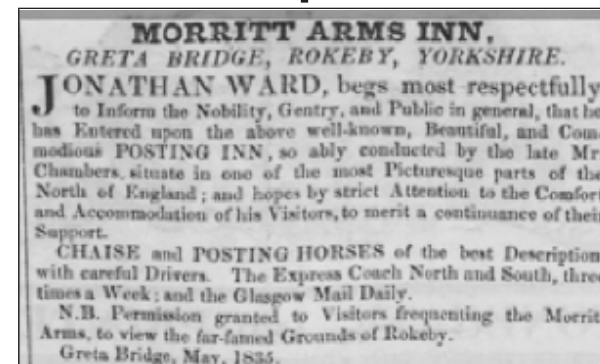 MORRITT ARMS INN,
GRETA BRIDGE, ROKEBY, YORKSHIRE.
JONATHAN WARD, begs most respectfully
to Inform the Nobility, Gentry, and Public in general, that he
has Entered upon the above well-known, Beautiful, and Com-
modious POSTING INN, so ably conducted by the late Mr
Chambers, situate in one of the most Picturesque parts of the
North of England; and hopes by strict Attention to the Comfort
and Accommodation of his Visitors, to merit a continuance of their
Support.
CHAISE and POSTING HORSES of the best Description
with careful Drivers. The Express Coach North and South, three
times a Week; and the Glasgow Mail Daily.
N.B. Permission granted to Visitors frequenting the Morrit
Arms, to view the far-famed Grounds of Rokeby.
Greta Bridge, May, 1835.